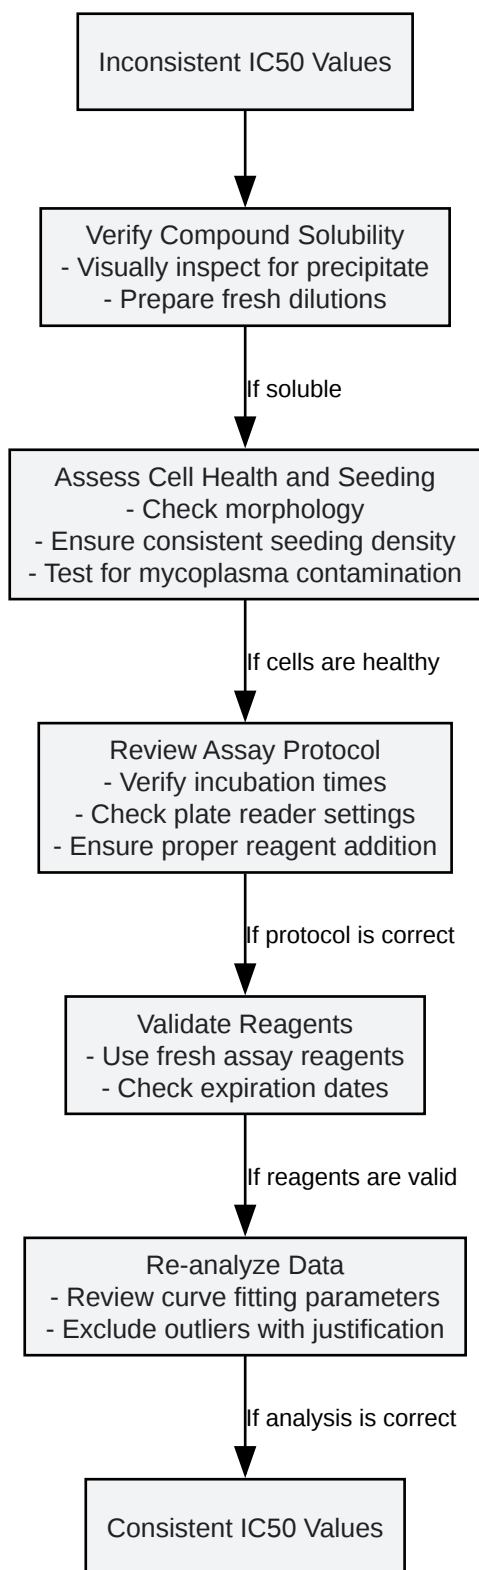 Inconsistent IC50 Values
Verify Compound Solubility
- Visually inspect for precipitate
- Prepare fresh dilutions
If soluble
Assess Cell Health and Seeding
- Check morphology
- Ensure consistent seeding density
- Test for mycoplasma contamination
If cells are healthy
Review Assay Protocol
- Verify incubation times
- Check plate reader settings
- Ensure proper reagent addition
If protocol is correct
Validate Reagents
- Use fresh assay reagents
- Check expiration dates
If reagents are valid
Re-analyze Data
- Review curve fitting parameters
- Exclude outliers with justification
If analysis is correct
Consistent IC50 Values